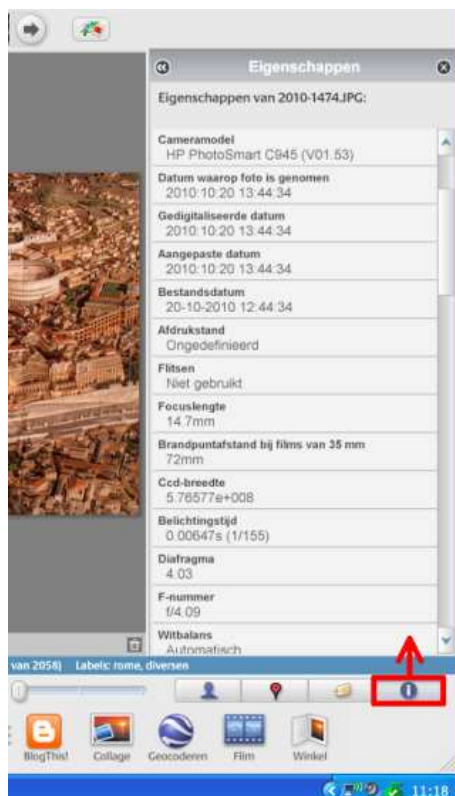 Eigenschappen
Eigenschappen van 2010-1474.JPG:
Cameramodel
HP PhotoSmart C945 (V01.53)
Datum waarop foto is genomen
2010:10:20 13:44:34
Gedigitaliseerde datum
2010:10:20 13:44:34
Aangepaste datum
2010:10:20 13:44:34
Bestandsdatum
20-10-2010 12:44:34
Afdrukstand
Ongedefinieerd
Flitsen
Niet gebruikt
Focuslengte
14.7mm
Brandpuntafstand bij films van 35 mm
72mm
Ccd-breedte
5.76577e+008
Belichtingstijd
0.00647s (1/155)
Diafragma
4.03
F-nummer
f/4.09
Witbalans
Automatisch
van 2058) Labels: rome, diversen
BlogThis! Collage Geocoderen Film Winkel
11:18